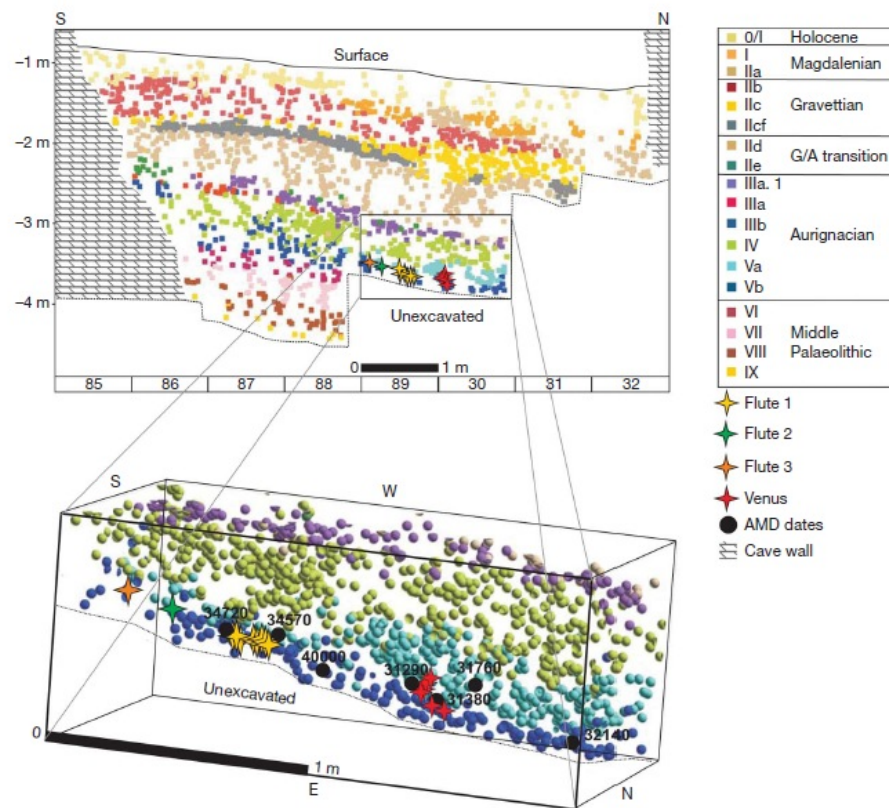 S
N
Surface
–1 m
–2 m
–3 m
–4 m
Unexcavated
0
1 m
85
86
87
88
89
30
31
32
0/I Holocene
I
IIa
Magdalenian
IIb
IIc
IIcf
Gravettian
IId
IIe
G/A transition
IIIa. 1
IIIa
IIIb
IV
Va
Vb
Aurignacian
VI
VII
VIII
IX
Middle
Palaeolithic
Flute 1
Flute 2
Flute 3
Venus
AMD dates
Cave wall
S
W
34720
34570
40000
31290
31760
31380
32140
Unexcavated
0
1 m
E
N